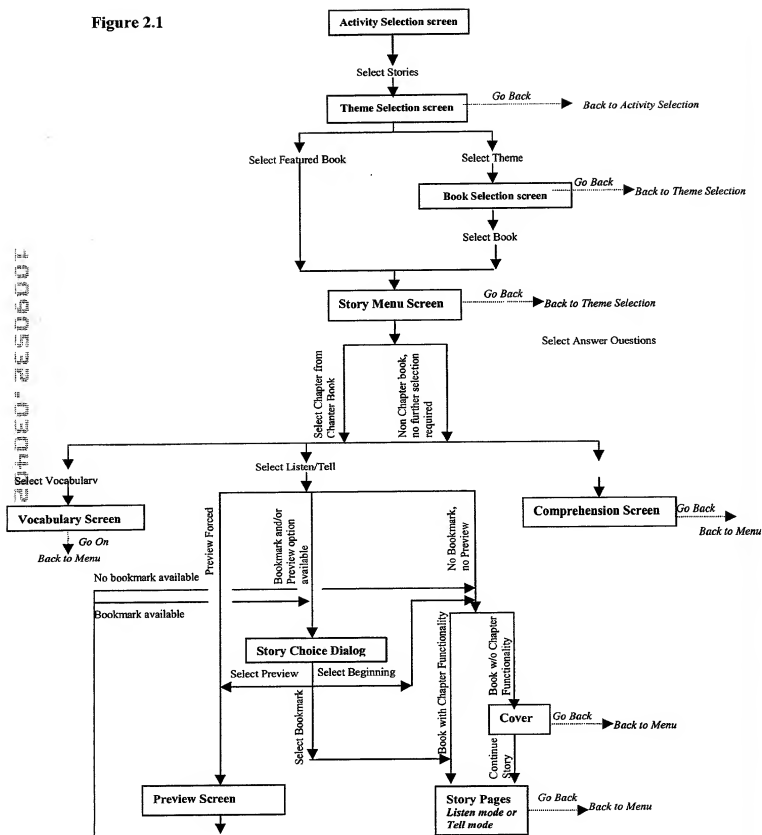 Figure 2.1
Activity Selection screen
Select Stories
Theme Selection screen
Go Back
Back to Activity Selection
Select Featured Book
Select Theme
Book Selection screen
Go Back
Back to Theme Selection
Select Book
Story Menu Screen
Go Back
Back to Theme Selection
Select Answer Questions
Select Chapter from
Chanter Book
Non Chapter book,
no further selection
required
Select Vocabulary
Select Listen/Tell
Vocabulary Screen
Go On
Back to Menu
Comprehension Screen
Go Back
Back to Menu
Preview Forced
Bookmark and/or
Preview option
available
No Bookmark,
no Preview
No bookmark available
Bookmark available
Story Choice Dialog
Select Preview
Select Beginning
Select Bookmark
Book with Chapter Functionality
Book w/o Chapter
Functionality
Cover
Go Back
Back to Menu
Continue
Story
Preview Screen
Story Pages
Listen mode or
Tell mode
Go Back
Back to Menu